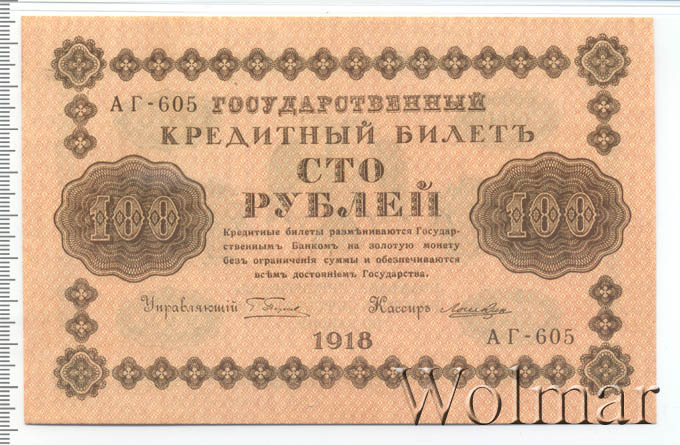 АГ-605 ГОСУДАРСТВЕННЫЙ
КРЕДИТНЫЙ БИЛЕТЪ
СТО
РУБЛЕЙ
100
100
Кредитные билеты размѣниваются Государ-
ственнымъ Банкомъ на золотую монету
безъ ограниченія суммы и обезпечиваются
всѣмъ достояніемъ Государства.
Управляющій
Кассиръ
1918
АГ-605
Wolmar